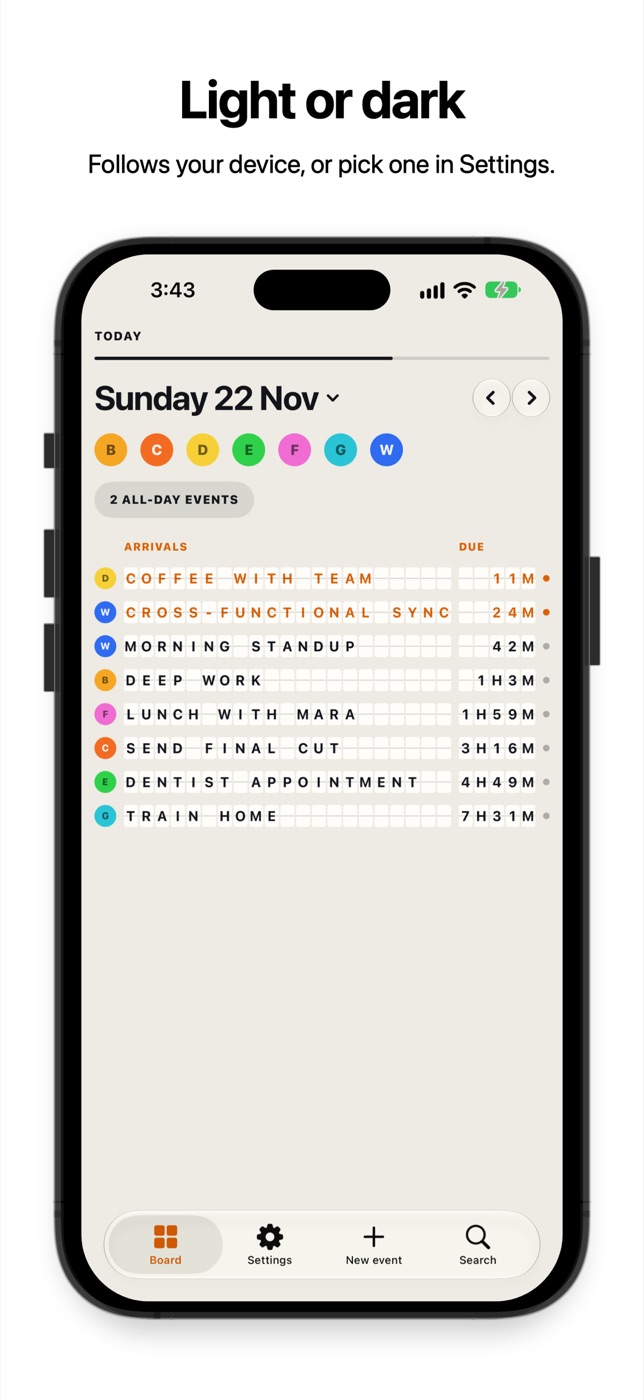 Light or dark
Follows your device, or pick one in Settings.
3:43
TODAY
Sunday 22 Nov
B C D E F G W
2 ALL-DAY EVENTS
ARRIVALS DUE
D COFFEE WITH TEAM 11M
W CROSS-FUNCTIONAL SYNC 24M
W MORNING STANDUP 42M
B DEEP WORK 1H3M
F LUNCH WITH MARA 1H59M
C SEND FINAL CUT 3H16M
E DENTIST APPOINTMENT 4H49M
G TRAIN HOME 7H31M
Board Settings New event Search